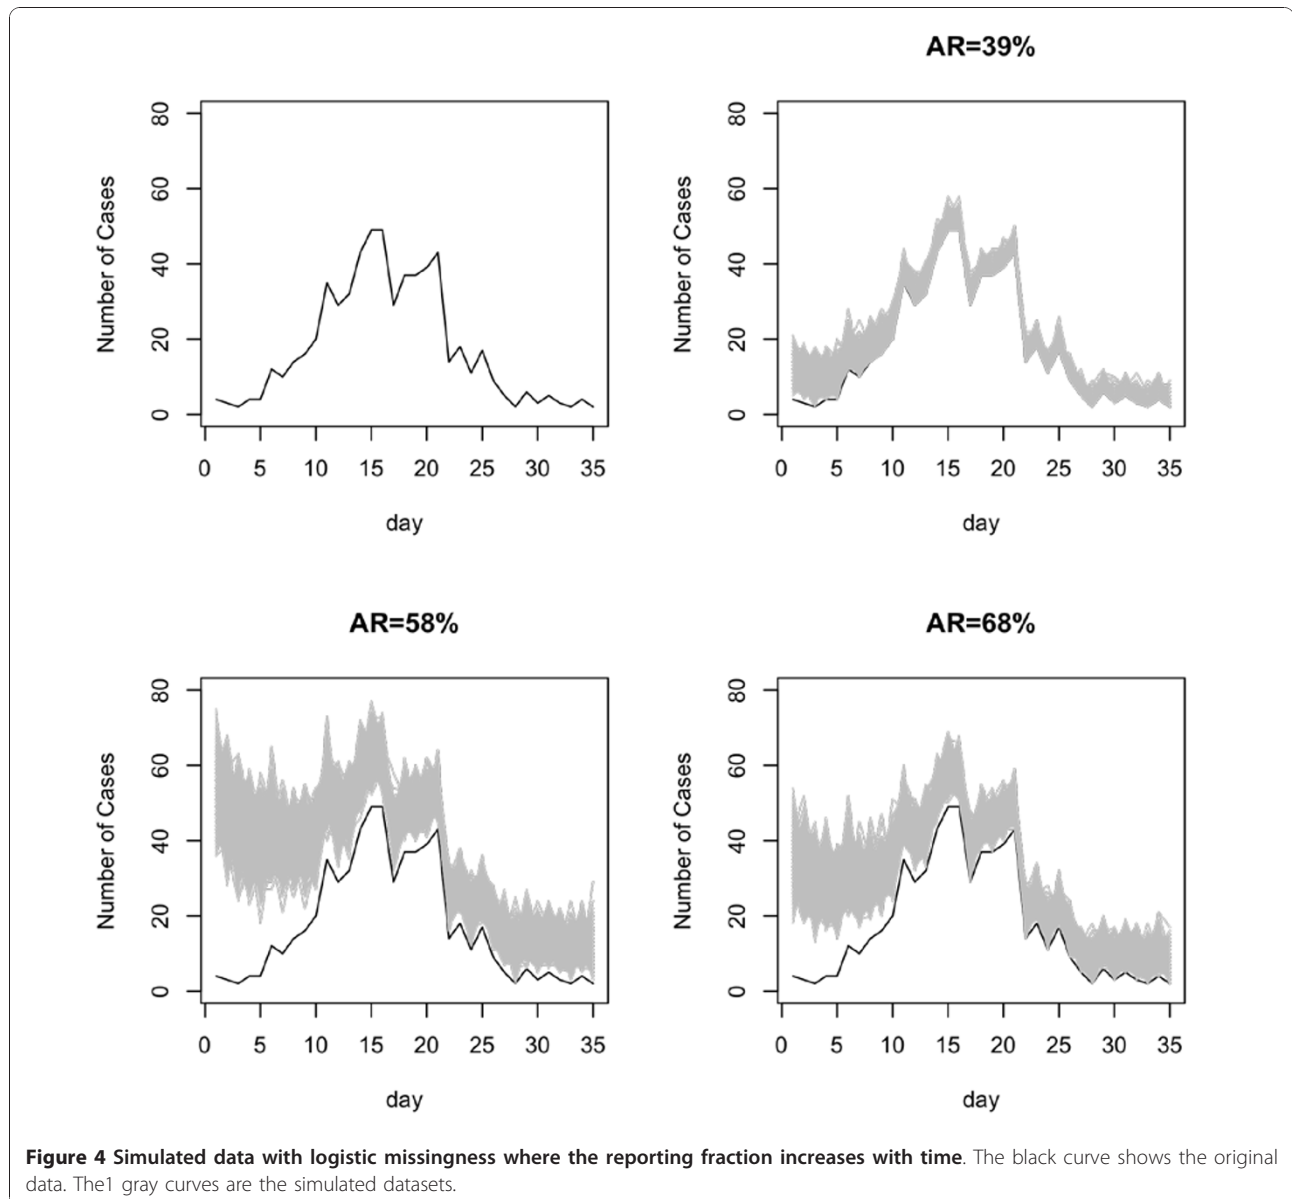 AR=39%
Number of Cases
0 20 40 60 80
0 5 10 15 20 25 30 35
day
Number of Cases
0 20 40 60 80
0 5 10 15 20 25 30 35
day
AR=58%
AR=68%
Number of Cases
0 20 40 60 80
0 5 10 15 20 25 30 35
day
Number of Cases
0 20 40 60 80
0 5 10 15 20 25 30 35
day
Figure 4 Simulated data with logistic missingness where the reporting fraction increases with time. The black curve shows the original
data. The1 gray curves are the simulated datasets.